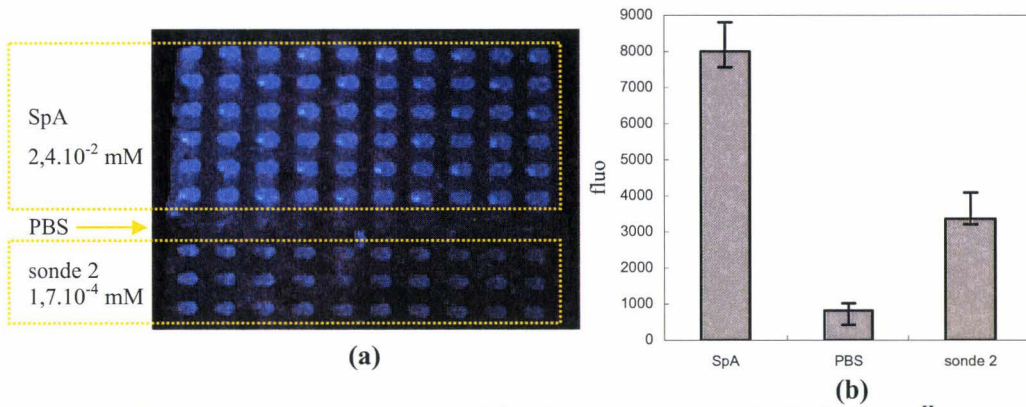 SpA
2,4.10⁻² mM
PBS
sonde 2
1,7.10⁻⁴ mM
(a)
9000
8000
7000
6000
5000
4000
3000
2000
1000
0
fluo
SpA PBS sonde 2
(b)